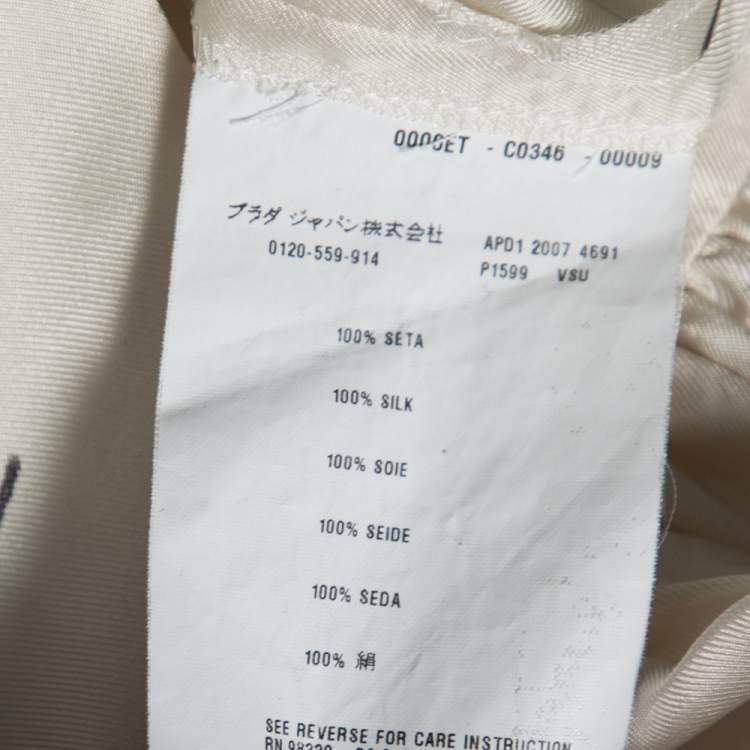 000SET - C0346 - 00009
プラダ ジャパン株式会社
0120-559-914
APD1 2007 4691
P1599 VSU
100% SETA
100% SILK
100% SOIE
100% SEIDE
100% SEDA
100% 絹
SEE REVERSE FOR CARE INSTRUCTION
RN